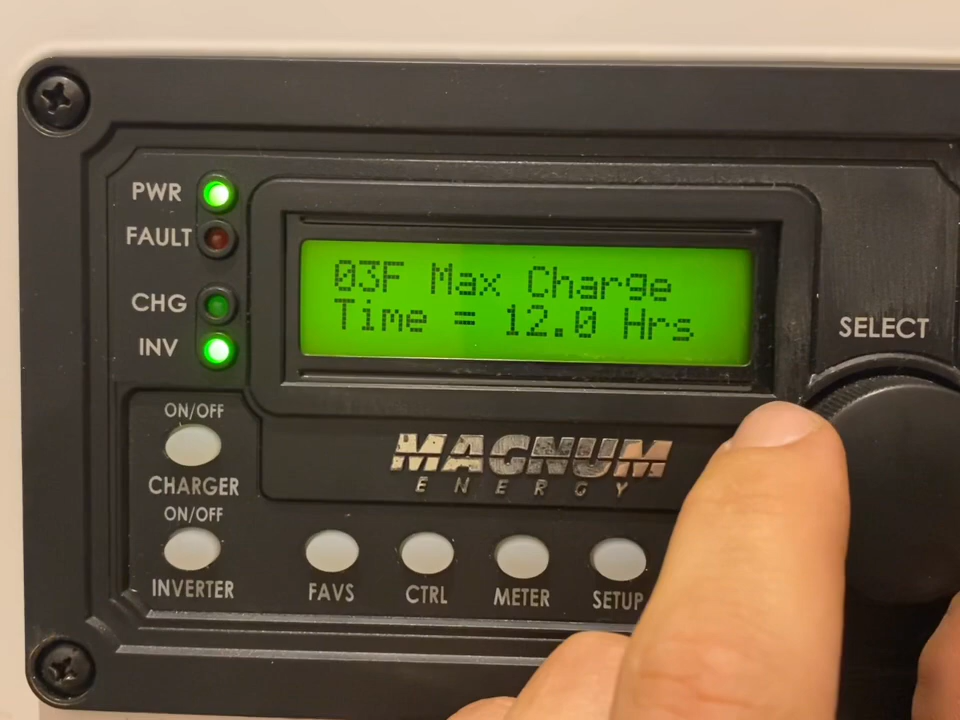 PWR
FAULT
CHG
INV
03F Max Charge
Time = 12.0 Hrs
SELECT
ON/OFF
CHARGER
ON/OFF
INVERTER
MAGNUM
ENERGY
FAVS
CTRL
METER
SETUP